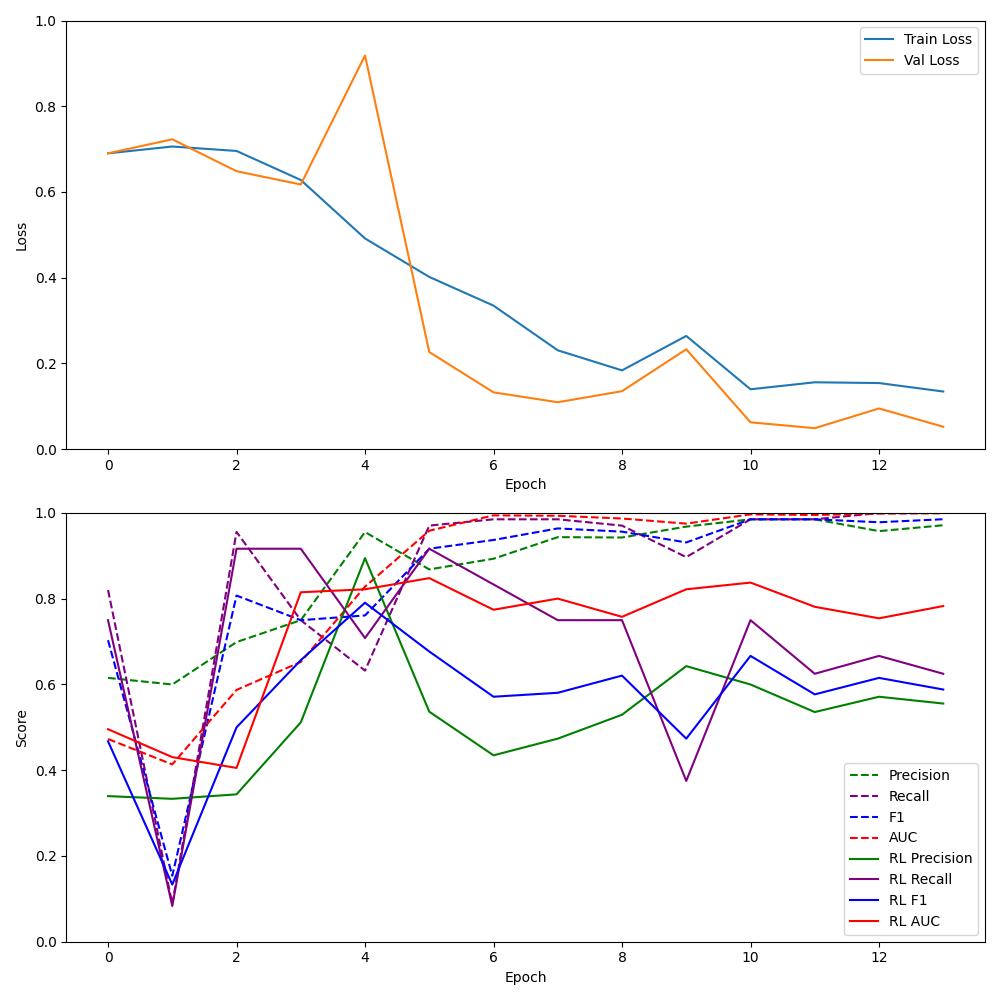 1.0
0.8
0.6
0.4
0.2
0.0
Loss
Train Loss
Val Loss
0 2 4 6 8 10 12
Epoch
1.0
0.8
0.6
0.4
0.2
0.0
Score
Precision
Recall
F1
AUC
RL Precision
RL Recall
RL F1
RL AUC
0 2 4 6 8 10 12
Epoch